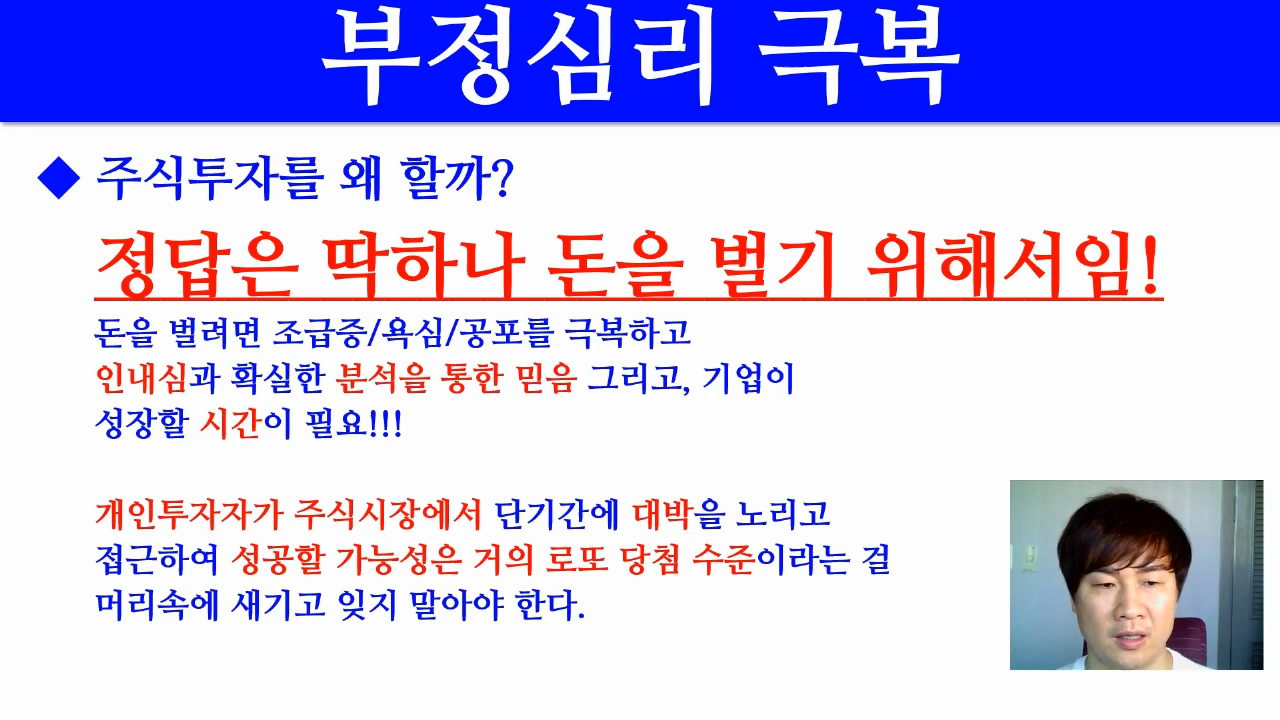 부정심리 극복
◆ 주식투자를 왜 할까?
정답은 딱하나 돈을 벌기 위해서임!
돈을 벌려면 조급증/욕심/공포를 극복하고
인내심과 확실한 분석을 통한 믿음 그리고, 기업이
성장할 시간이 필요!!!
개인투자자가 주식시장에서 단기간에 대박을 노리고
접근하여 성공할 가능성은 거의 로또 당첨 수준이라는 걸
머리속에 새기고 잊지 말아야 한다.